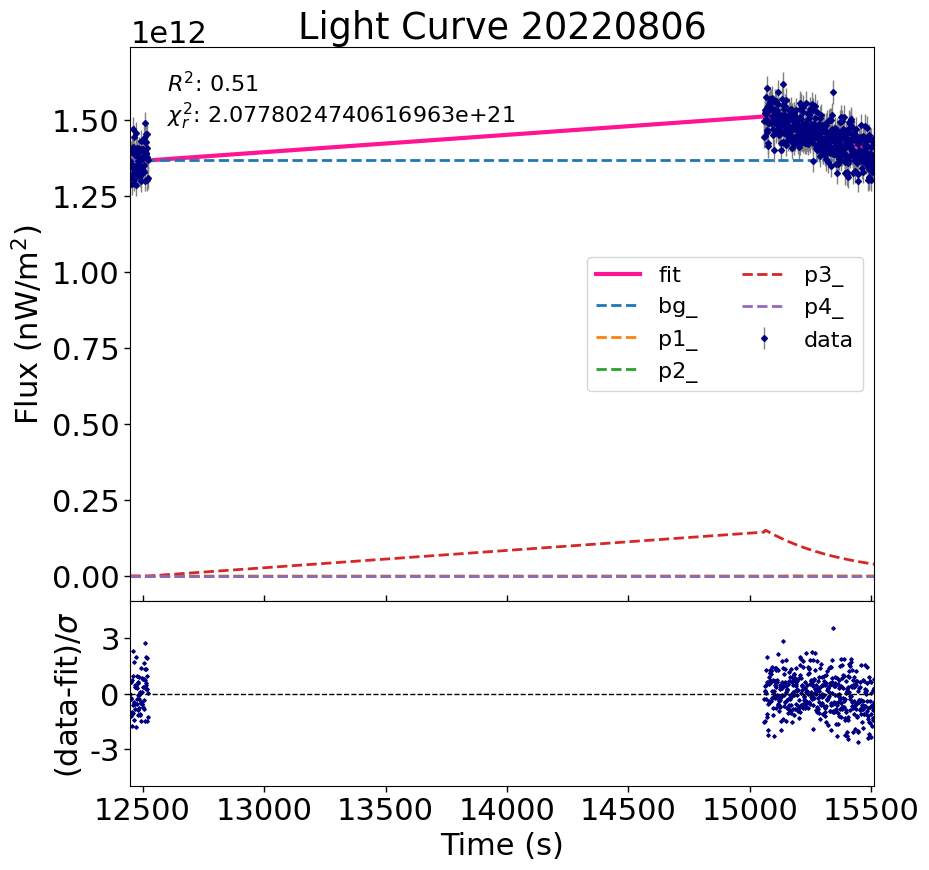 Light Curve 20220806
1e12
R²: 0.51
χ²ᵣ: 2.0778024740616963e+21
1.50
1.25
1.00
0.75
0.50
0.25
0.00
Flux (nW/m²)
fit
bg_
p1_
p2_
p3_
p4_
data
3
0
-3
(data-fit)/σ
12500 13000 13500 14000 14500 15000 15500
Time (s)